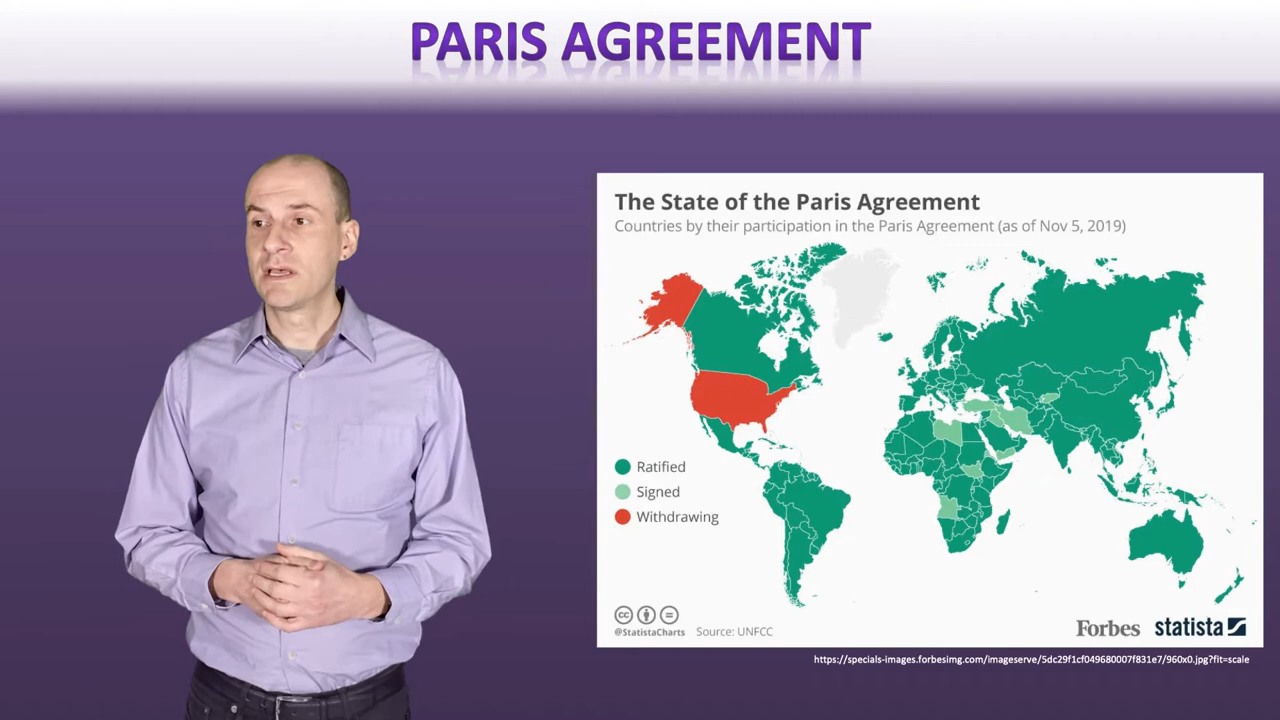 PARIS AGREEMENT
The State of the Paris Agreement
Countries by their participation in the Paris Agreement (as of Nov 5, 2019)
Ratified
Signed
Withdrawing
@StatistaCharts Source: UNFCC
Forbes statista
https://specials-images.forbesimg.com/imageserve/5dc29f1cf049680007f831e7/960x0.jpg?fit=scale